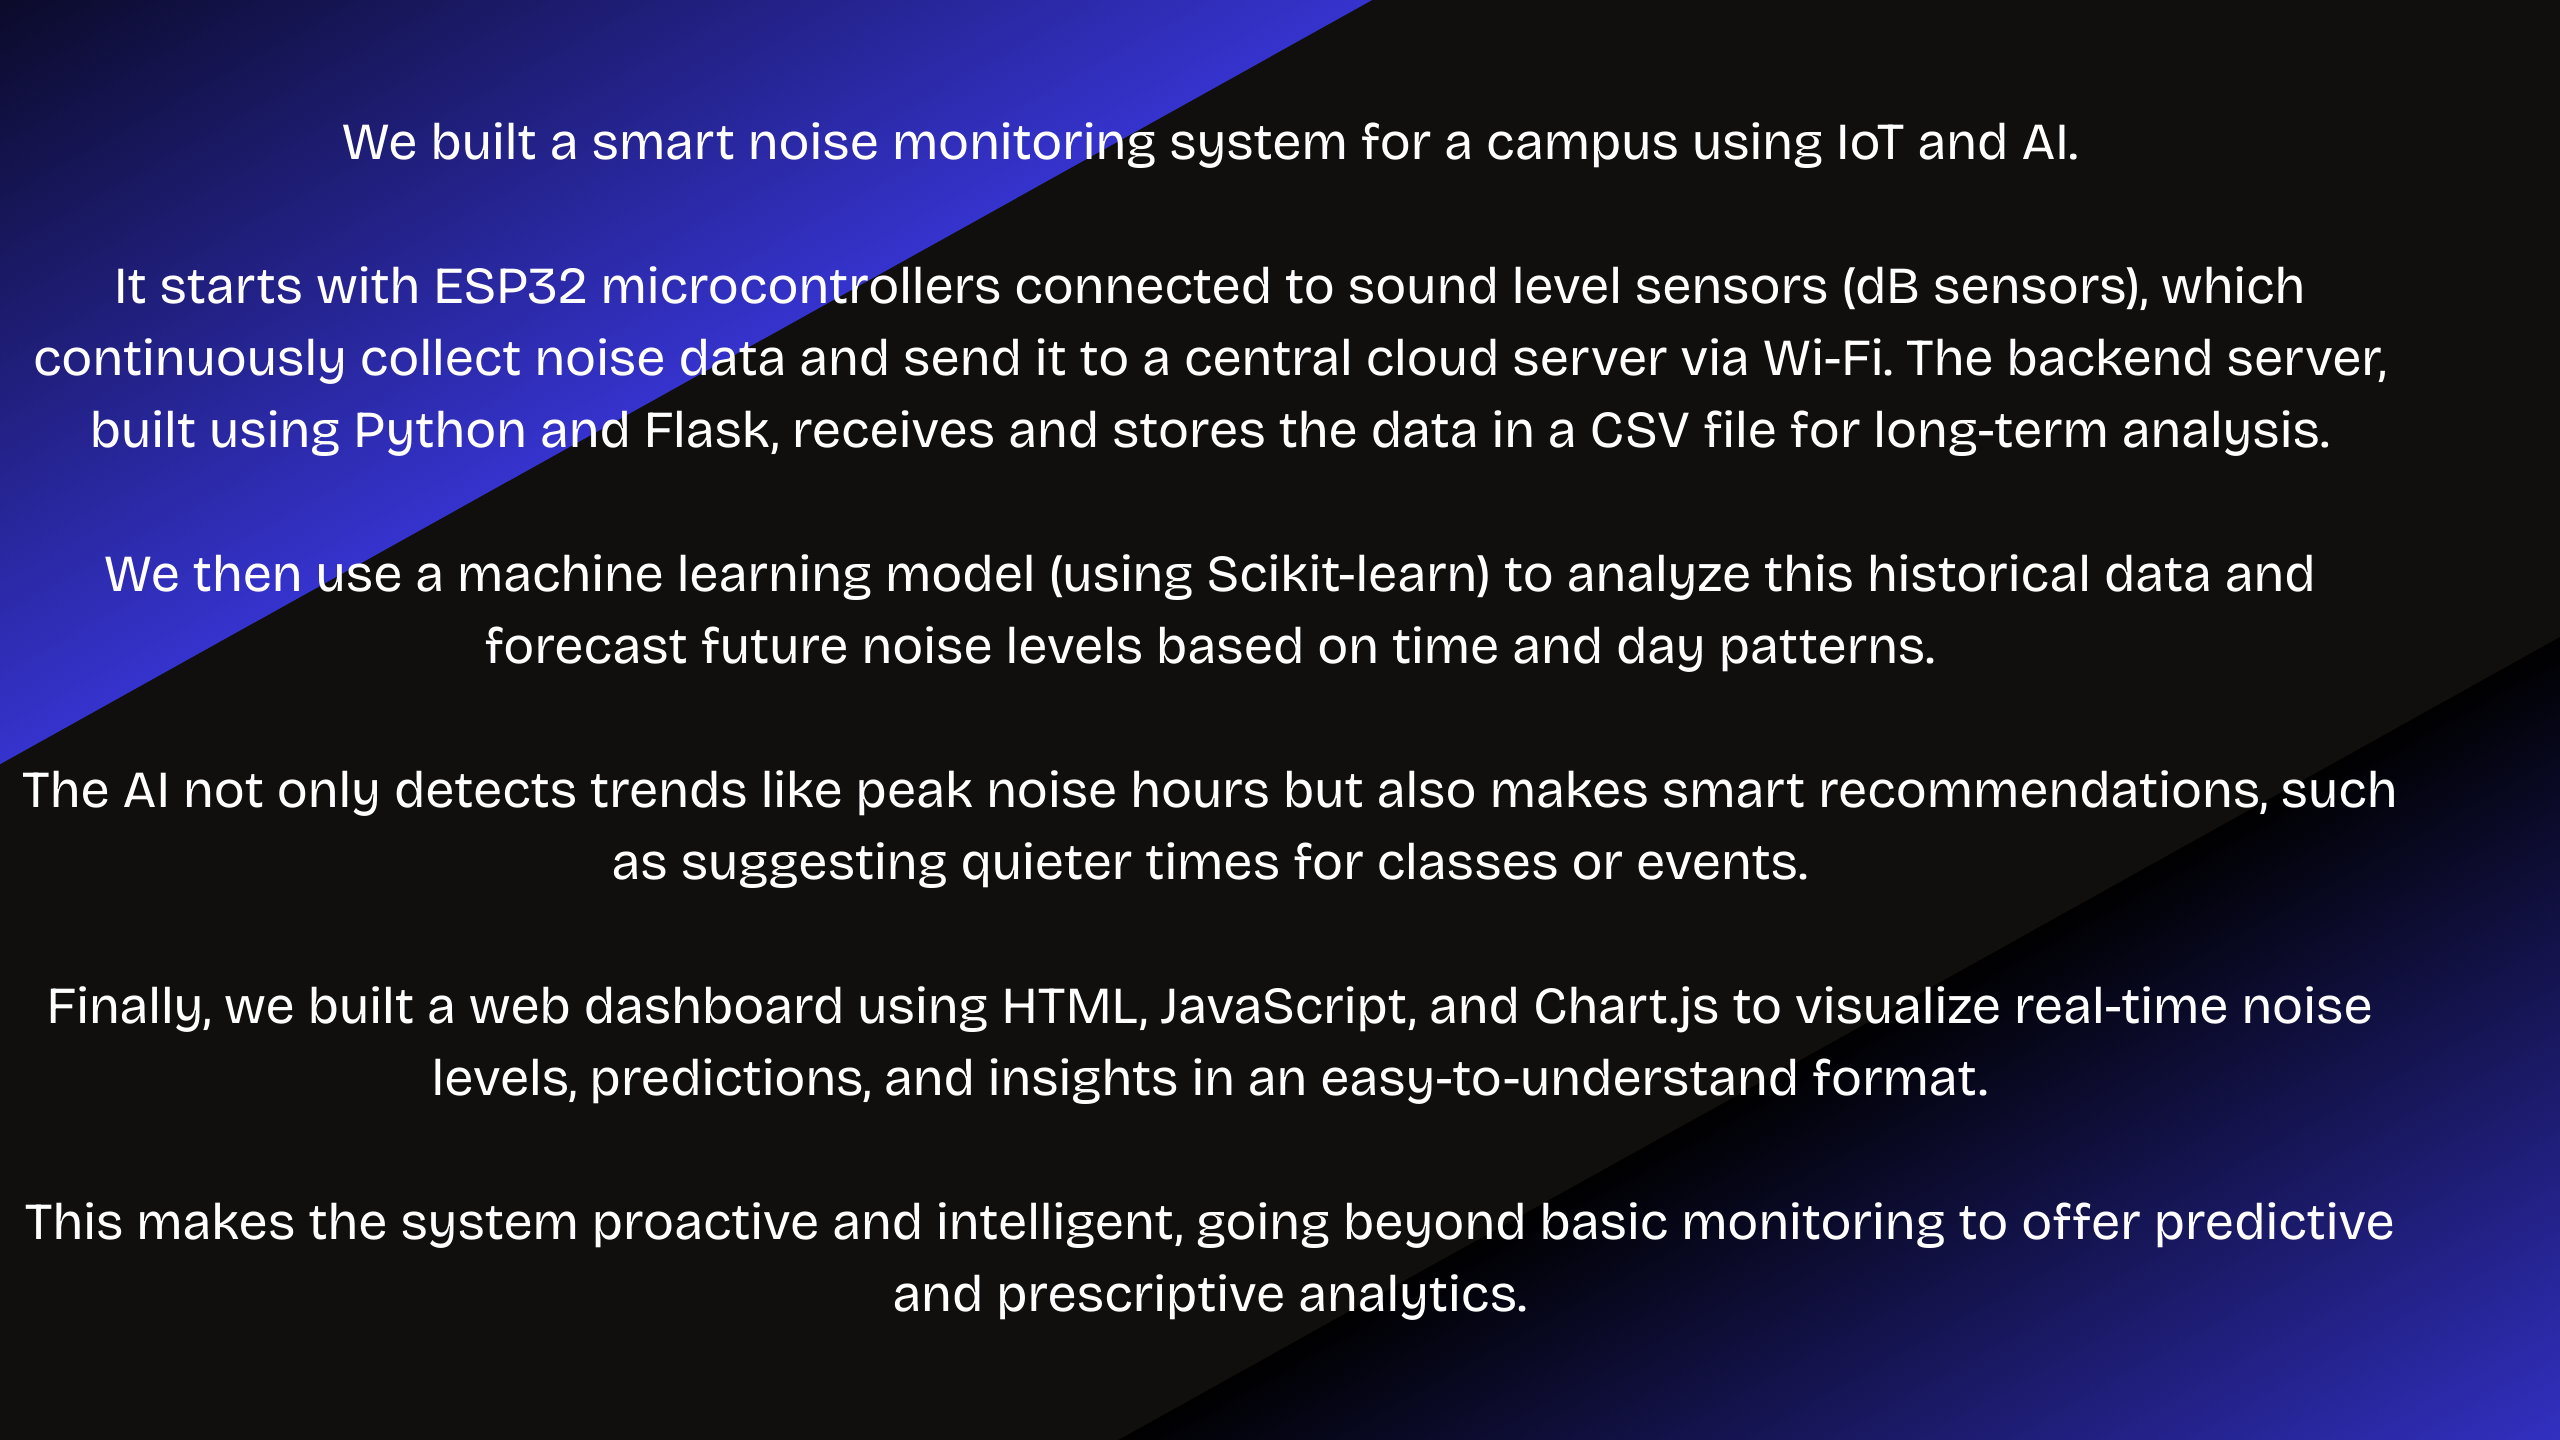 We built a smart noise monitoring system for a campus using IoT and AI.
It starts with ESP32 microcontrollers connected to sound level sensors (dB sensors), which
continuously collect noise data and send it to a central cloud server via Wi-Fi. The backend server,
built using Python and Flask, receives and stores the data in a CSV file for long-term analysis.
We then use a machine learning model (using Scikit-learn) to analyze this historical data and
forecast future noise levels based on time and day patterns.
The AI not only detects trends like peak noise hours but also makes smart recommendations, such
as suggesting quieter times for classes or events.
Finally, we built a web dashboard using HTML, JavaScript, and Chart.js to visualize real-time noise
levels, predictions, and insights in an easy-to-understand format.
This makes the system proactive and intelligent, going beyond basic monitoring to offer predictive
and prescriptive analytics.